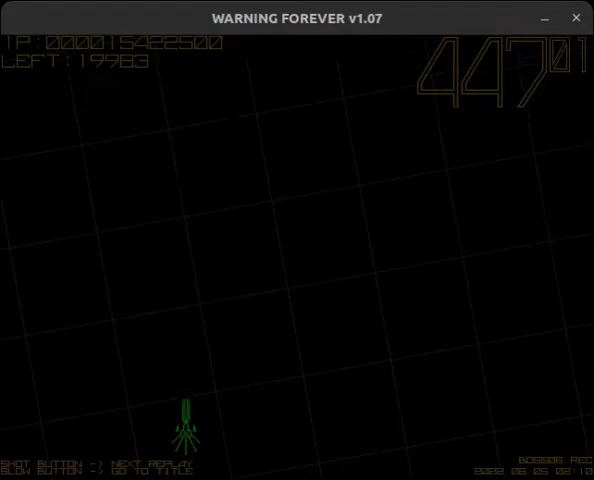 WARNING FOREVER v1.07
1P:000015422500
LEFT:19983
447 01
SHOT BUTTON -> NEXT REPLAY
SLOW BUTTON -> GO TO TITLE
BOSS06.REC
2022.06.05 02:10